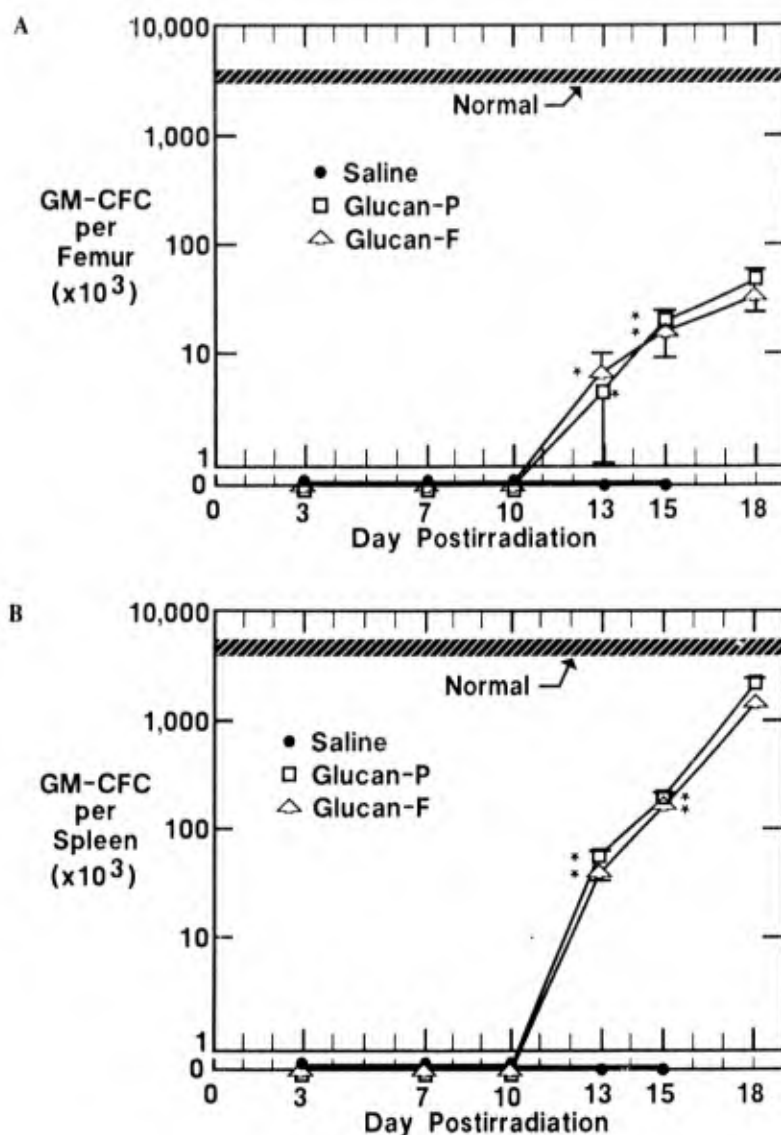 A
10,000
Normal
1,000
● Saline
GM-CFC
per
Femur
(x10³)
□ Glucan-P
△ Glucan-F
100
*
*
10
*
*
1
0
0 3 7 10 13 15 18
Day Postirradiation
B
10,000
Normal
1,000
● Saline
GM-CFC
per
Spleen
(x10³)
□ Glucan-P
△ Glucan-F
100
*
*
*
*
10
1
0
0 3 7 10 13 15 18
Day Postirradiation